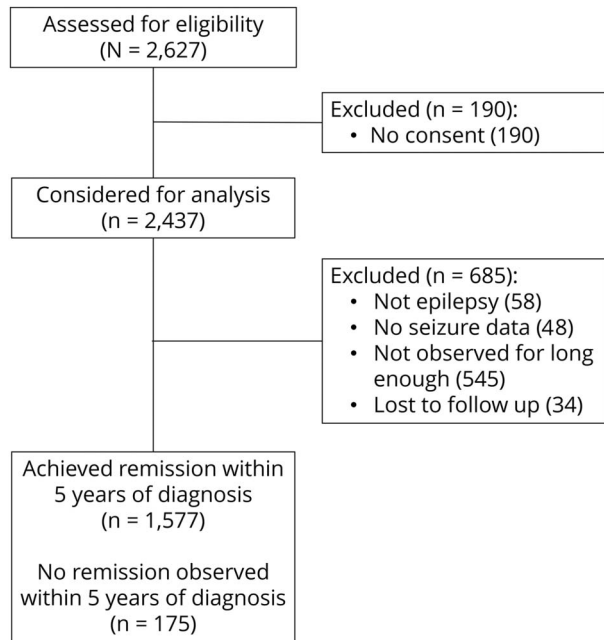 Assessed for eligibility
(N = 2,627)
Excluded (n = 190):
• No consent (190)
Considered for analysis
(n = 2,437)
Excluded (n = 685):
• Not epilepsy (58)
• No seizure data (48)
• Not observed for long
enough (545)
• Lost to follow up (34)
Achieved remission within
5 years of diagnosis
(n = 1,577)
No remission observed
within 5 years of diagnosis
(n = 175)